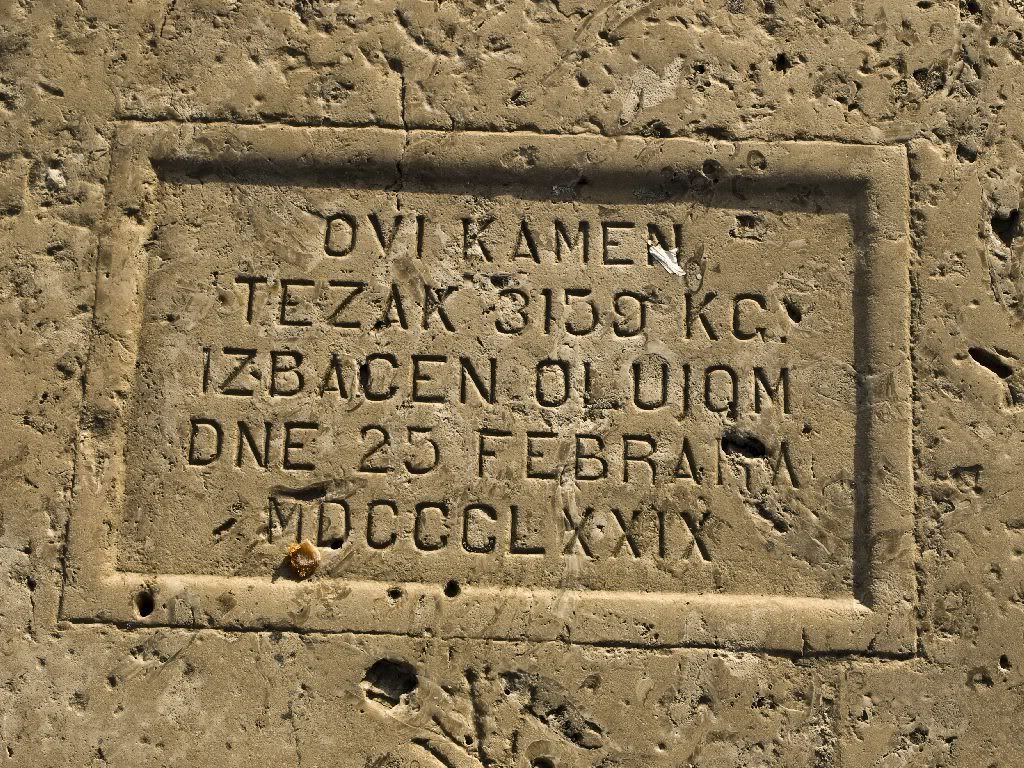 OVI KAMEN
TEZAK 3159 KG.
IZBACEN OLUJOM
DNE 25 FEBRARA
MDCCCLXXIX